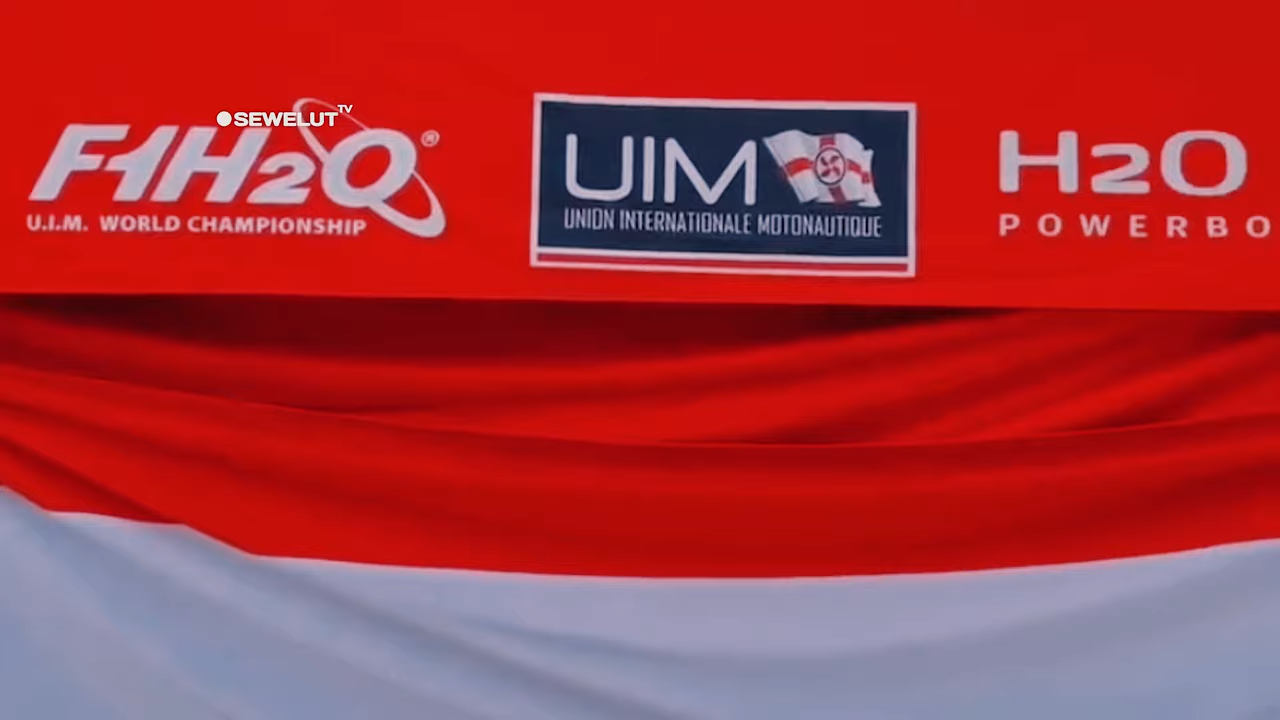 SEWELUT TV
F1H2O®
U.I.M. WORLD CHAMPIONSHIP
UIM
UNION INTERNATIONALE MOTONAUTIQUE
H2O
POWERBO